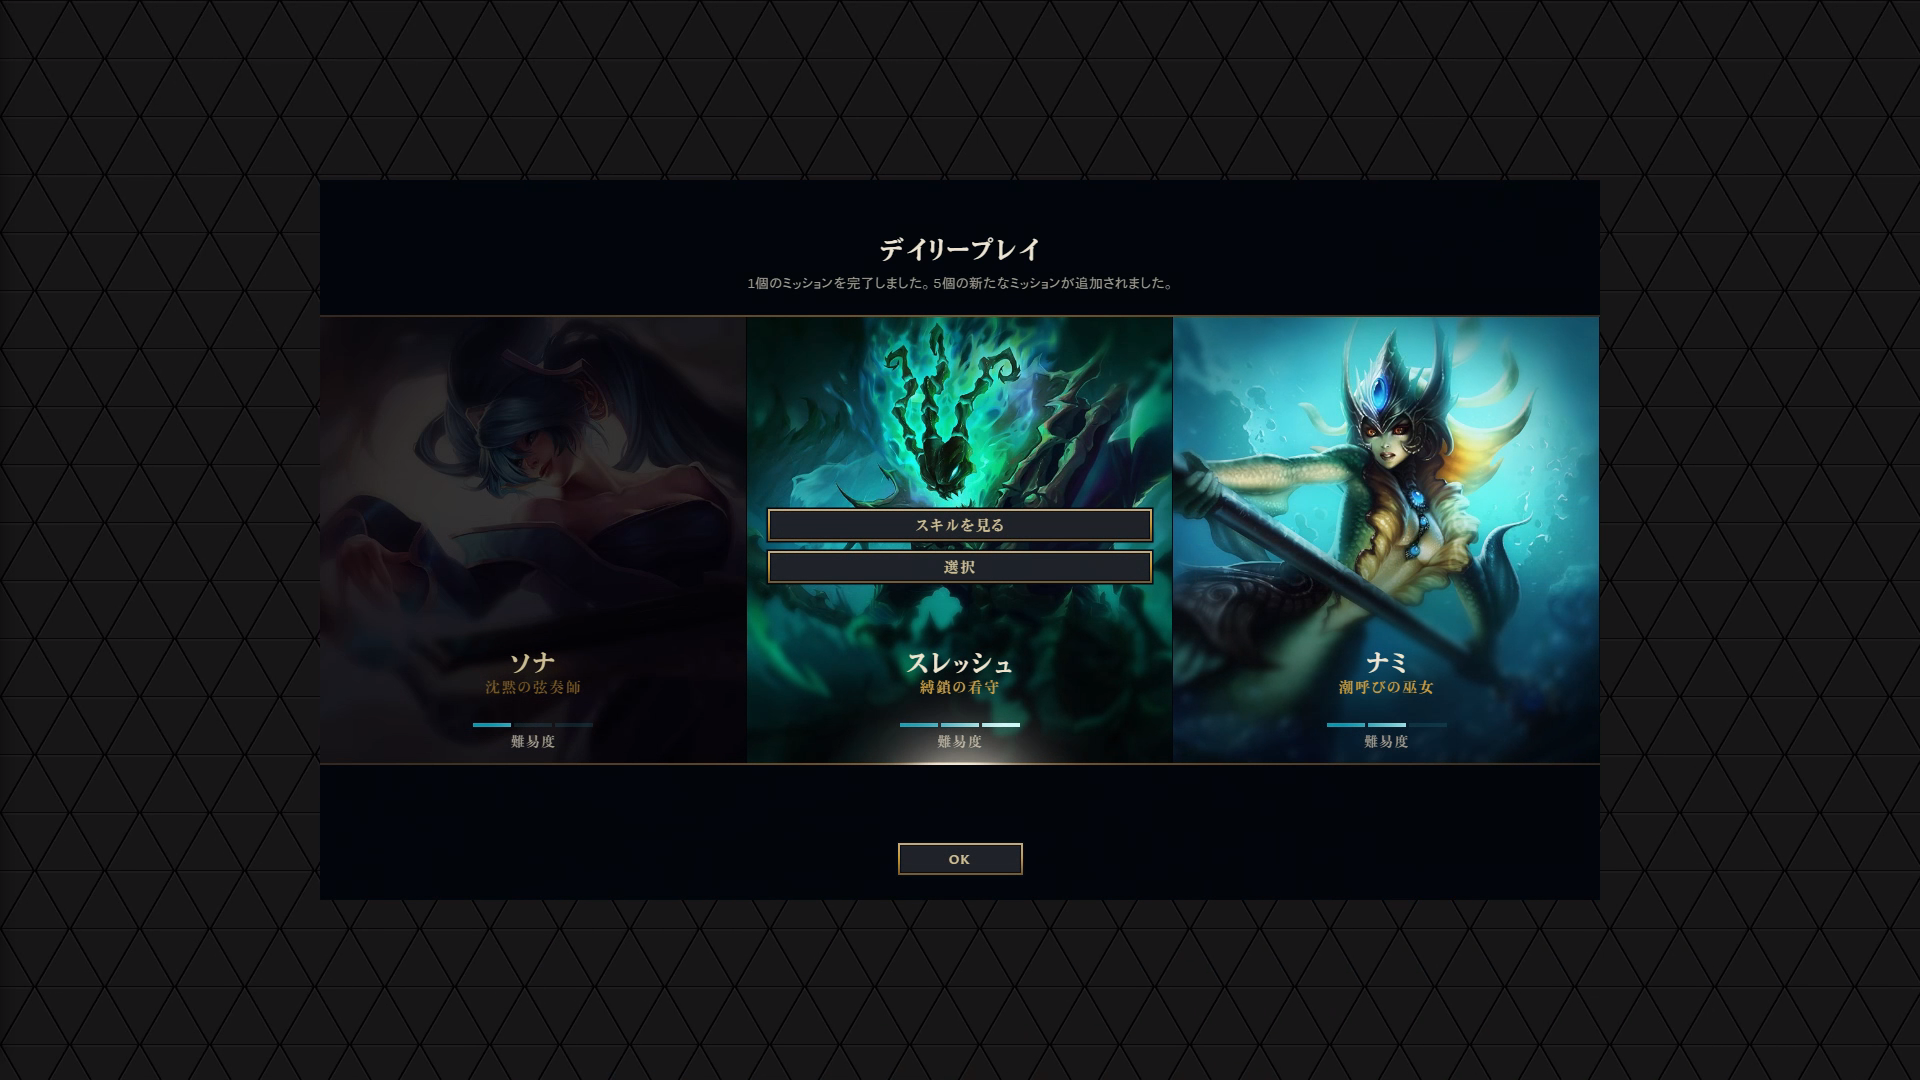 デイリープレイ
1個のミッションを完了しました。5個の新たなミッションが追加されました。
ソナ
沈黙の弦奏師
難易度
スキルを見る
選択
スレッシュ
縛鎖の看守
難易度
ナミ
潮呼びの巫女
難易度
OK